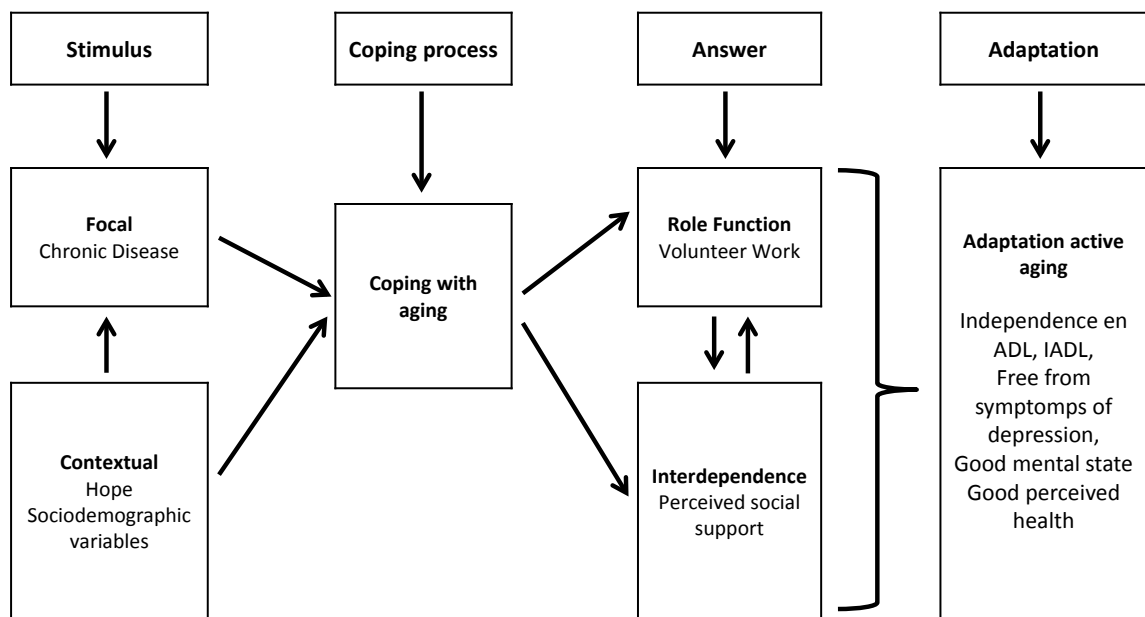 Stimulus
Coping process
Answer
Adaptation
Focal
Chronic Disease
Contextual
Hope
Sociodemographic
variables
Coping with
aging
Role Function
Volunteer Work
Interdependence
Perceived social
support
Adaptation active
aging
Independence en
ADL, IADL,
Free from
symptomps of
depression,
Good mental state
Good perceived
health